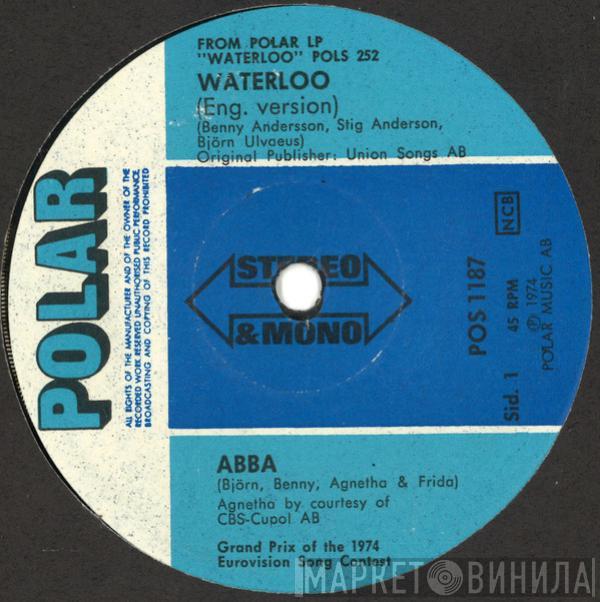 FROM POLAR LP
"WATERLOO" POLS 252
WATERLOO
(Eng. version)
(Benny Andersson, Stig Anderson,
Björn Ulvaeus)
Original Publisher: Union Songs AB
POLAR
ALL RIGHTS OF THE MANUFACTURER AND OF THE OWNER OF THE
RECORDED WORK RESERVED UNAUTHORISED PUBLIC PERFORMANCE,
BROADCASTING AND COPYING OF THIS RECORD PROHIBITED
STEREO
& MONO
NCB
POS 1187
Sid. 1
45 RPM
Ⓟ 1974
POLAR MUSIC AB
ABBA
(Björn, Benny, Agnetha & Frida)
Agnetha by courtesy of
CBS-Cupol AB
Grand Prix of the 1974
Eurovision Song Contest
МАРКЕТ ВИНИЛА